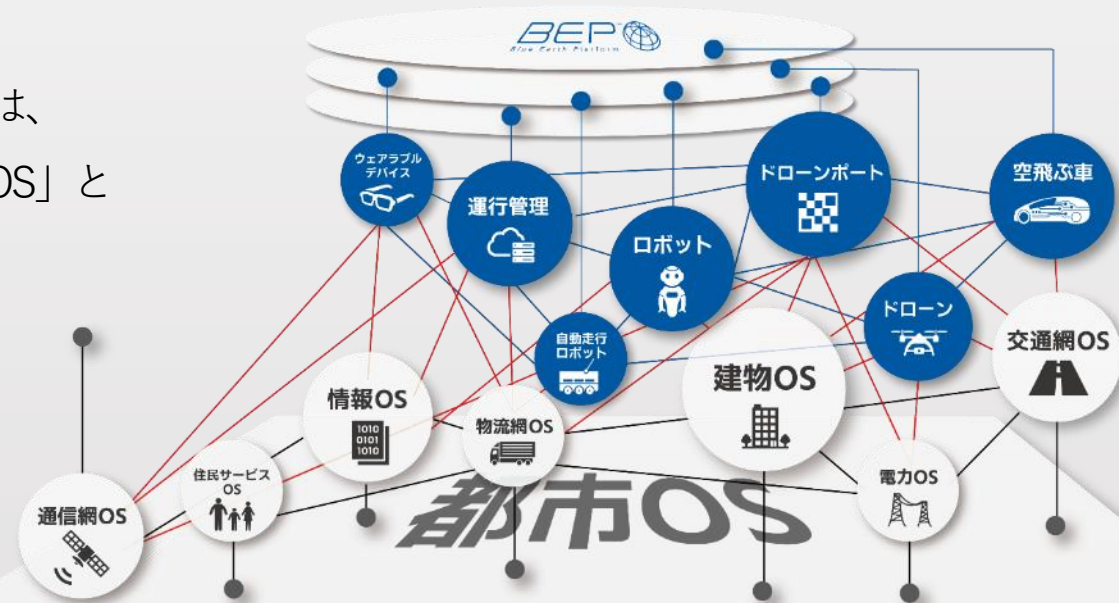 BEP
Blue Earth Platform
は、
OS」と
ウェアラブル
デバイス
運行管理
ロボット
ドローンポート
空飛ぶ車
自動走行
ロボット
ドローン
交通網OS
建物OS
情報OS
1010
0101
1010
物流網OS
住民サービス
OS
電力OS
通信網OS
都市OS